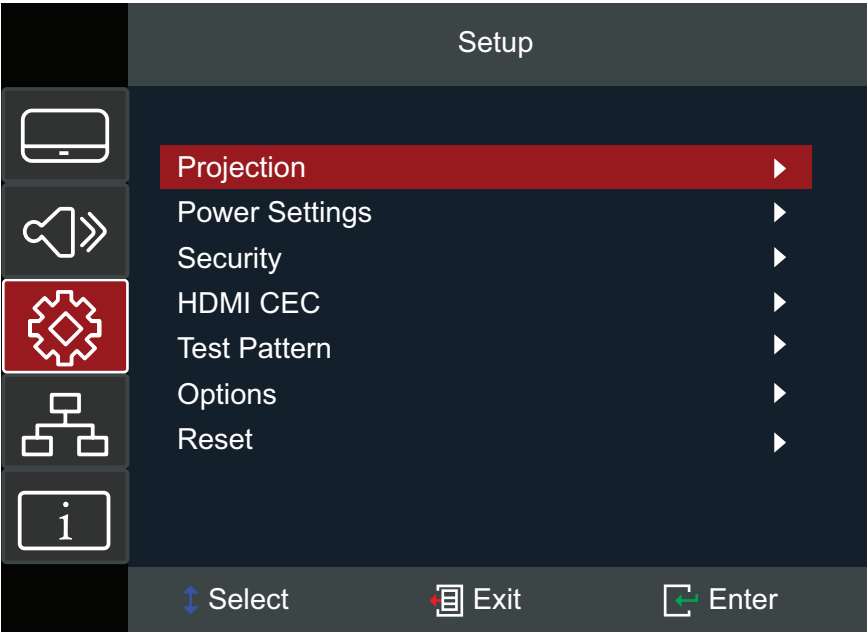 Setup
Projection
Power Settings
Security
HDMI CEC
Test Pattern
Options
Reset
i
Select Exit Enter